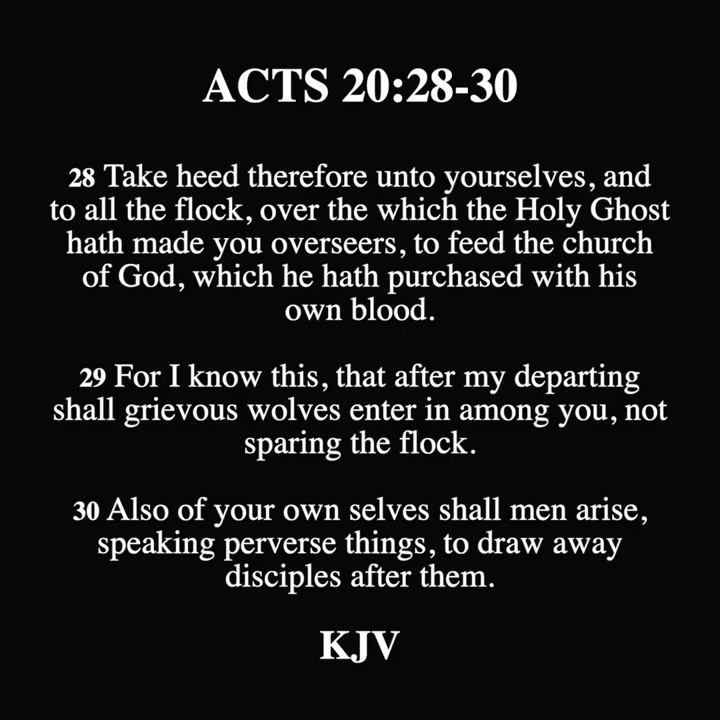 ACTS 20:28-30
28 Take heed therefore unto yourselves, and
to all the flock, over the which the Holy Ghost
hath made you overseers, to feed the church
of God, which he hath purchased with his
own blood.
29 For I know this, that after my departing
shall grievous wolves enter in among you, not
sparing the flock.
30 Also of your own selves shall men arise,
speaking perverse things, to draw away
disciples after them.
KJV